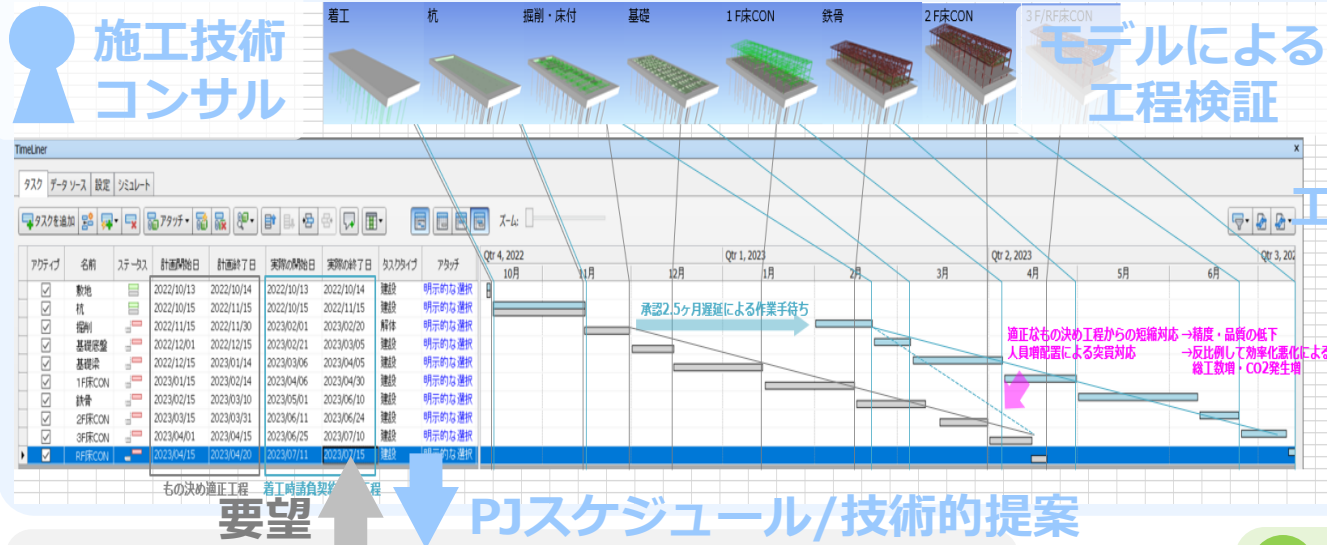 施工技術
コンサル
着工 杭 掘削・床付 基礎 1F床CON 鉄骨 2F床CON 3F/RF床CON
モデルによる
工程検証
TimeLiner x
タスク データ ソース 設定 シミュレート
タスクを追加 アタッチ ズーム:
工
アクティブ 名前 ステータス 計画開始日 計画終了日 実際の開始日 実際の終了日 タスクタイプ アタッチ
Qtr 4, 2022 Qtr 1, 2023 Qtr 2, 2023 Qtr 3, 202
10月 11月 12月 1月 2月 3月 4月 5月 6月
敷地 2022/10/13 2022/10/14 2022/10/13 2022/10/14 建設 明示的な選択
杭 2022/10/15 2022/11/15 2022/10/15 2022/11/15 建設 明示的な選択
掘削 2022/11/15 2022/11/30 2023/02/01 2023/02/20 解体 明示的な選択
基礎底盤 2022/12/01 2022/12/15 2023/02/21 2023/03/05 建設 明示的な選択
基礎梁 2022/12/15 2023/01/14 2023/03/06 2023/04/05 建設 明示的な選択
1F床CON 2023/01/15 2023/02/14 2023/04/06 2023/04/30 建設 明示的な選択
鉄骨 2023/02/15 2023/03/10 2023/05/01 2023/06/10 建設 明示的な選択
2F床CON 2023/03/15 2023/03/31 2023/06/11 2023/06/24 建設 明示的な選択
3F床CON 2023/04/01 2023/04/15 2023/06/25 2023/07/10 建設 明示的な選択
RF床CON 2023/04/15 2023/04/20 2023/07/11 2023/07/15 建設 明示的な選択
承認2.5ヶ月遅延による作業手待ち
適正なもの決め工程からの短縮対応 →精度・品質の低下
人員増配置による突貫対応 →反比例して効率化悪化による
総工数増・CO2発生増
もの決め適正工程 着工時請負契 程
要望
PJスケジュール/技術的提案